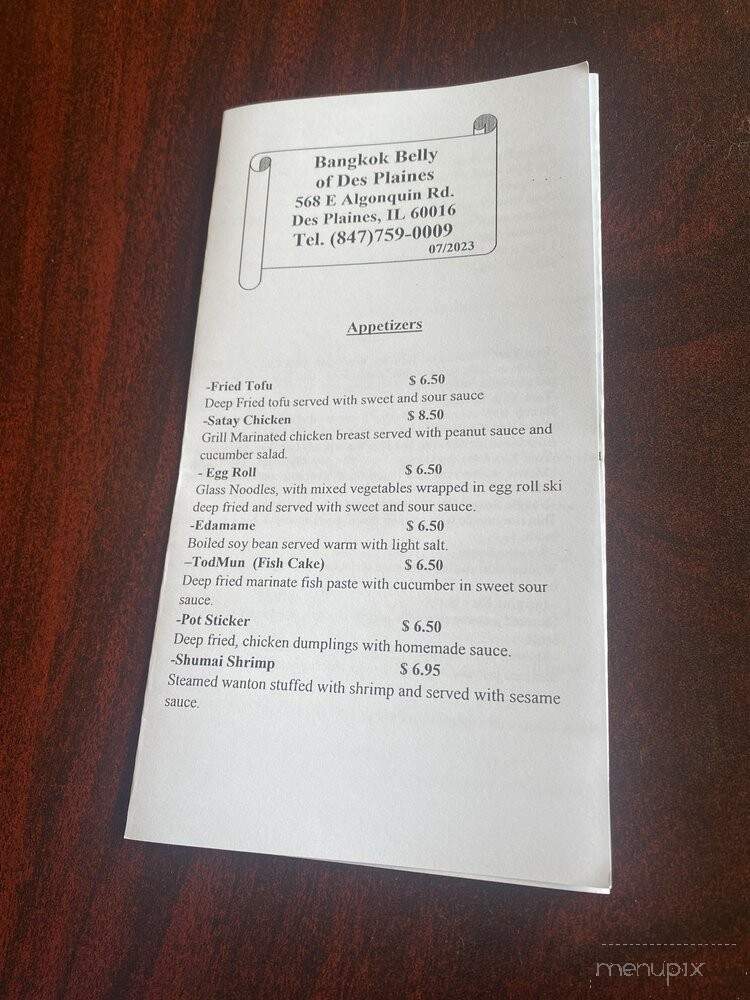 Bangkok Belly
of Des Plaines
568 E Algonquin Rd.
Des Plaines, IL 60016
Tel. (847)759-0009
07/2023
Appetizers
-Fried Tofu $ 6.50
Deep Fried tofu served with sweet and sour sauce
-Satay Chicken $ 8.50
Grill Marinated chicken breast served with peanut sauce and
cucumber salad.
- Egg Roll $ 6.50
Glass Noodles, with mixed vegetables wrapped in egg roll ski
deep fried and served with sweet and sour sauce.
-Edamame $ 6.50
Boiled soy bean served warm with light salt.
–TodMun (Fish Cake) $ 6.50
Deep fried marinate fish paste with cucumber in sweet sour
sauce.
-Pot Sticker $ 6.50
Deep fried, chicken dumplings with homemade sauce.
-Shumai Shrimp $ 6.95
Steamed wanton stuffed with shrimp and served with sesame
sauce.
menupix